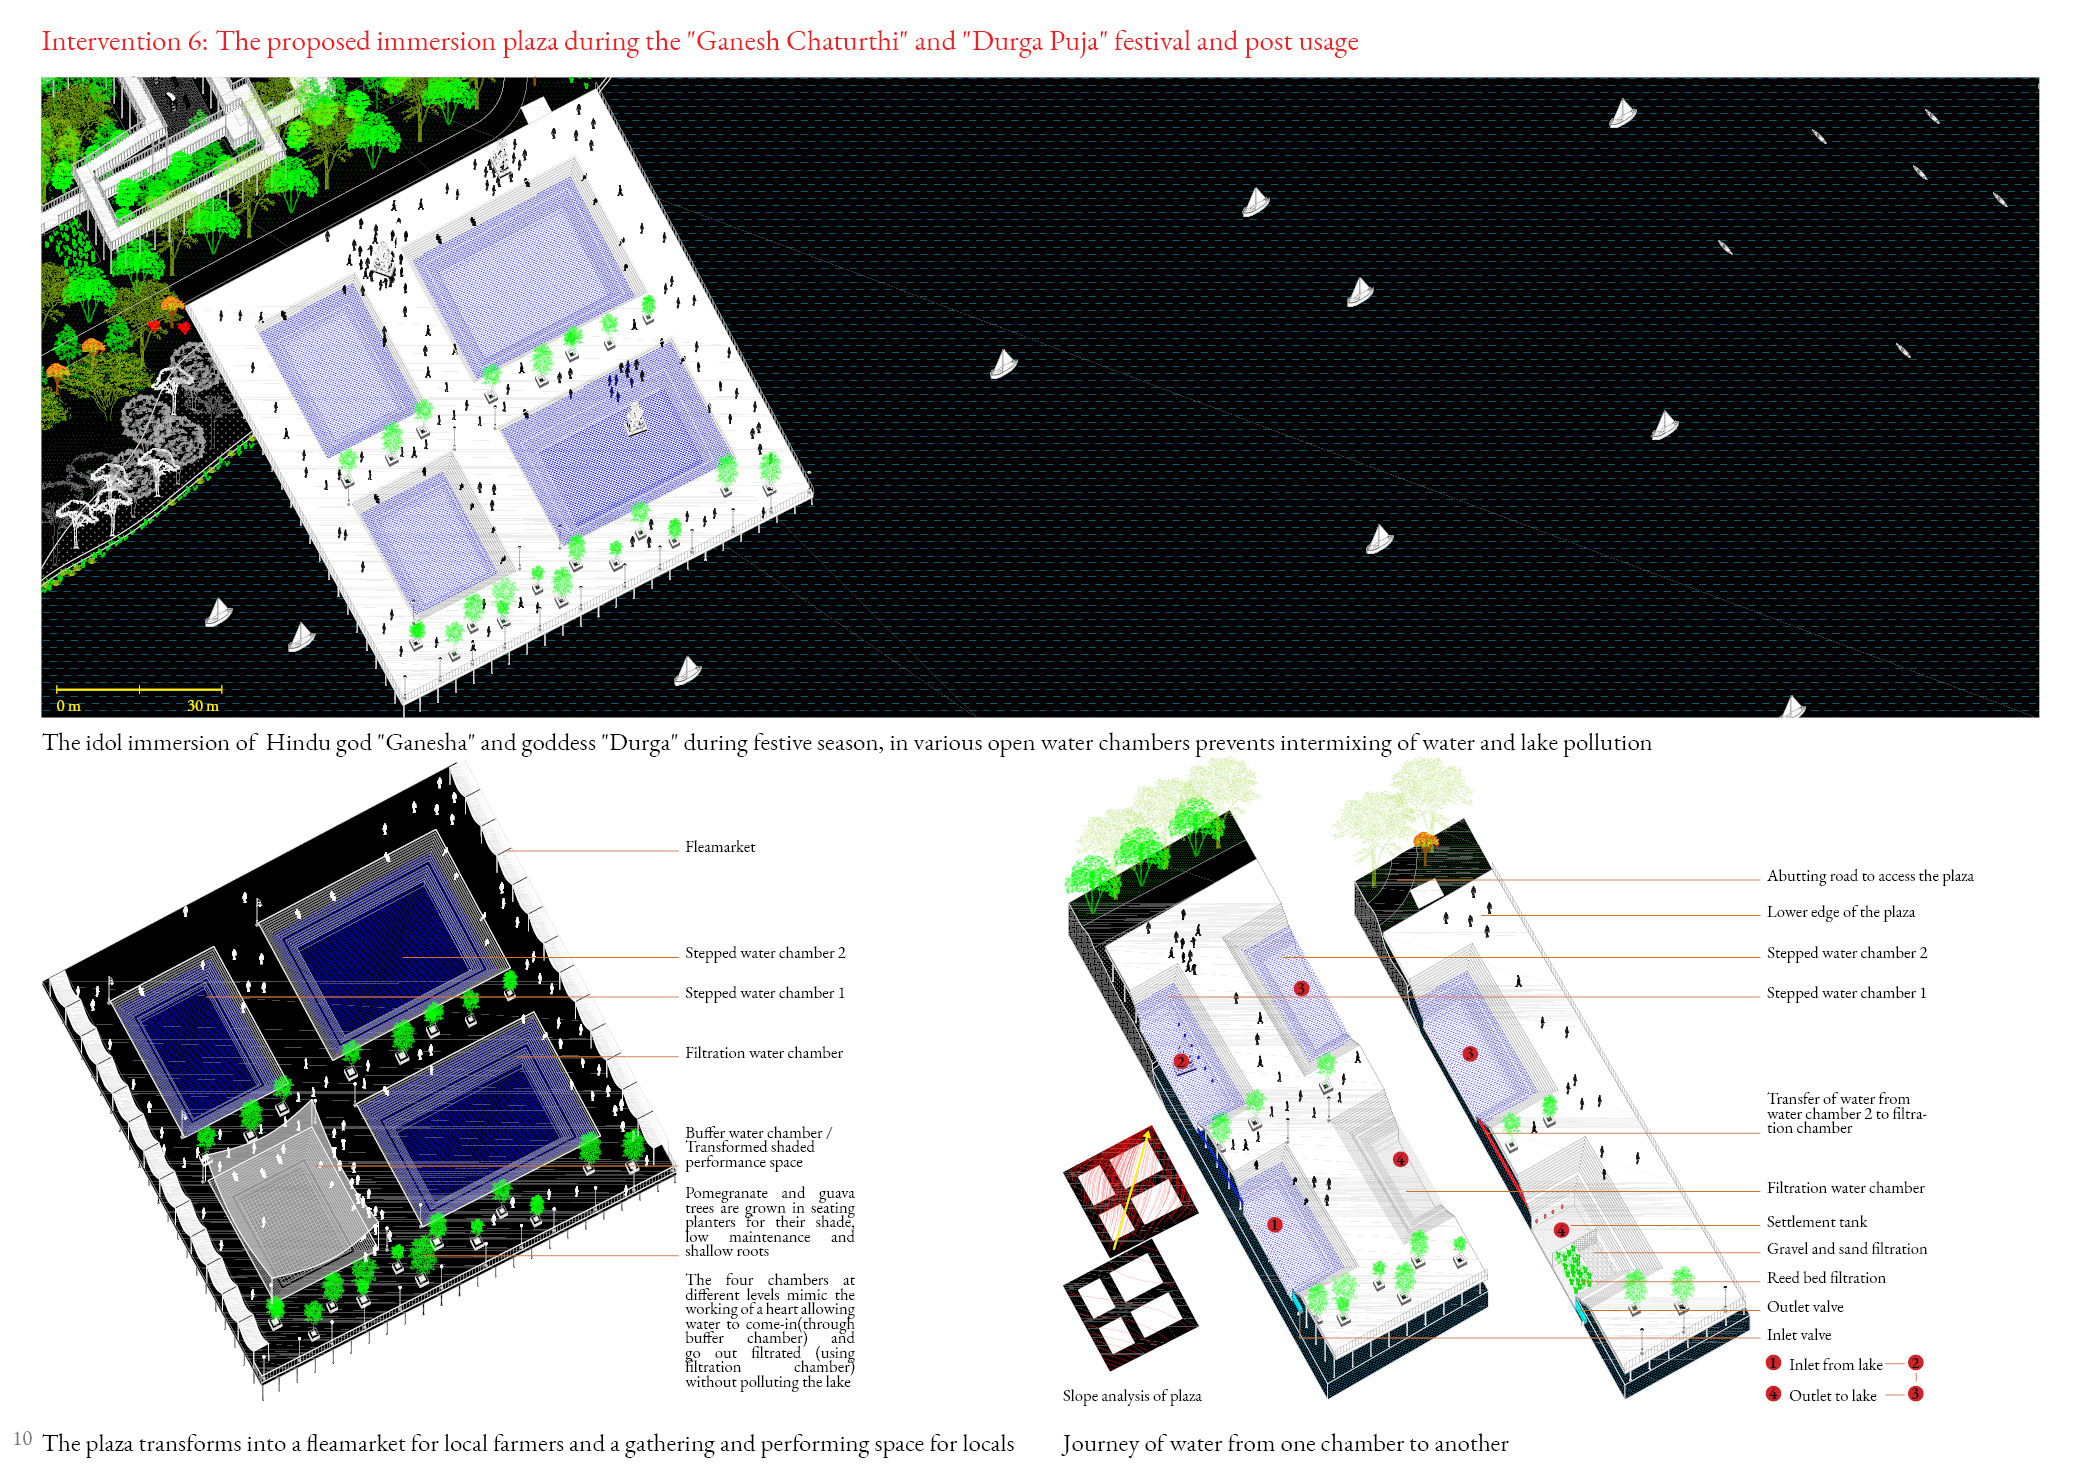 Intervention 6: The proposed immersion plaza during the "Ganesh Chaturthi" and "Durga Puja" festival and post usage
0 m
30 m
The idol immersion of Hindu god "Ganesha" and goddess "Durga" during festive season, in various open water chambers prevents intermixing of water and lake pollution
Fleamarket
Stepped water chamber 2
Stepped water chamber 1
Filtration water chamber
Buffer water chamber /
Transformed shaded
performance space
Pomegranate and guava
trees are grown in seating
planters for their shade,
low maintenance and
shallow roots
The four chambers at
different levels mimic the
working of a heart allowing
water to come-in(through
buffer chamber) and
go out filtrated (using
filtration chamber)
without polluting the lake
2
3
1
4
3
4
Slope analysis of plaza
Abutting road to access the plaza
Lower edge of the plaza
Stepped water chamber 2
Stepped water chamber 1
Transfer of water from
water chamber 2 to filtra-
tion chamber
Filtration water chamber
Settlement tank
Gravel and sand filtration
Reed bed filtration
Outlet valve
Inlet valve
1 Inlet from lake 2
4 Outlet to lake 3
10 The plaza transforms into a fleamarket for local farmers and a gathering and performing space for locals
Journey of water from one chamber to another